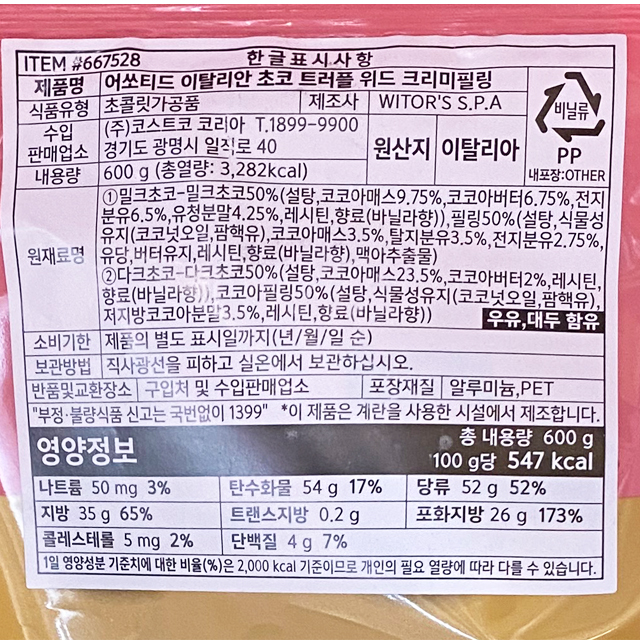 ITEM #667528 한글표시사항
제품명 어쏘티드 이탈리안 초코 트러플 위드 크리미필링
식품유형 초콜릿가공품 제조사 WITOR'S S.P.A
수입 판매업소 (주)코스트코 코리아 T.1899-9900
경기도 광명시 일직로 40
원산지 이탈리아
비닐류
PP
내포장:OTHER
내용량 600 g (총열량: 3,282kcal)
원재료명
①밀크초코-밀크초코50%(설탕,코코아매스9.75%,코코아버터6.75%,전지
분유6.5%,유청분말4.25%,레시틴,향료(바닐라향)),필링50%(설탕,식물성
유지(코코넛오일,팜핵유),코코아매스3.5%,탈지분유3.5%,전지분유2.75%,
유당,버터유지,레시틴,향료(바닐라향),맥아추출물)
②다크초코-다크초코50%(설탕,코코아매스23.5%,코코아버터2%,레시틴,
향료(바닐라향)),코코아필링50%(설탕,식물성유지(코코넛오일,팜핵유),
저지방코코아분말3.5%,레시틴,향료(바닐라향))
우유,대두 함유
소비기한 제품의 별도 표시일까지(년/월/일 순)
보관방법 직사광선을 피하고 실온에서 보관하십시오.
반품및교환장소 구입처 및 수입판매업소 포장재질 알루미늄,PET
"부정·불량식품 신고는 국번없이 1399" *이 제품은 계란을 사용한 시설에서 제조합니다.
영양정보 총 내용량 600 g
100 g당 547 kcal
나트륨 50 mg 3% 탄수화물 54 g 17% 당류 52 g 52%
지방 35 g 65% 트랜스지방 0.2 g 포화지방 26 g 173%
콜레스테롤 5 mg 2% 단백질 4 g 7%
1일 영양성분 기준치에 대한 비율(%)은 2,000 kcal 기준이므로 개인의 필요 열량에 따라 다를 수 있습니다.